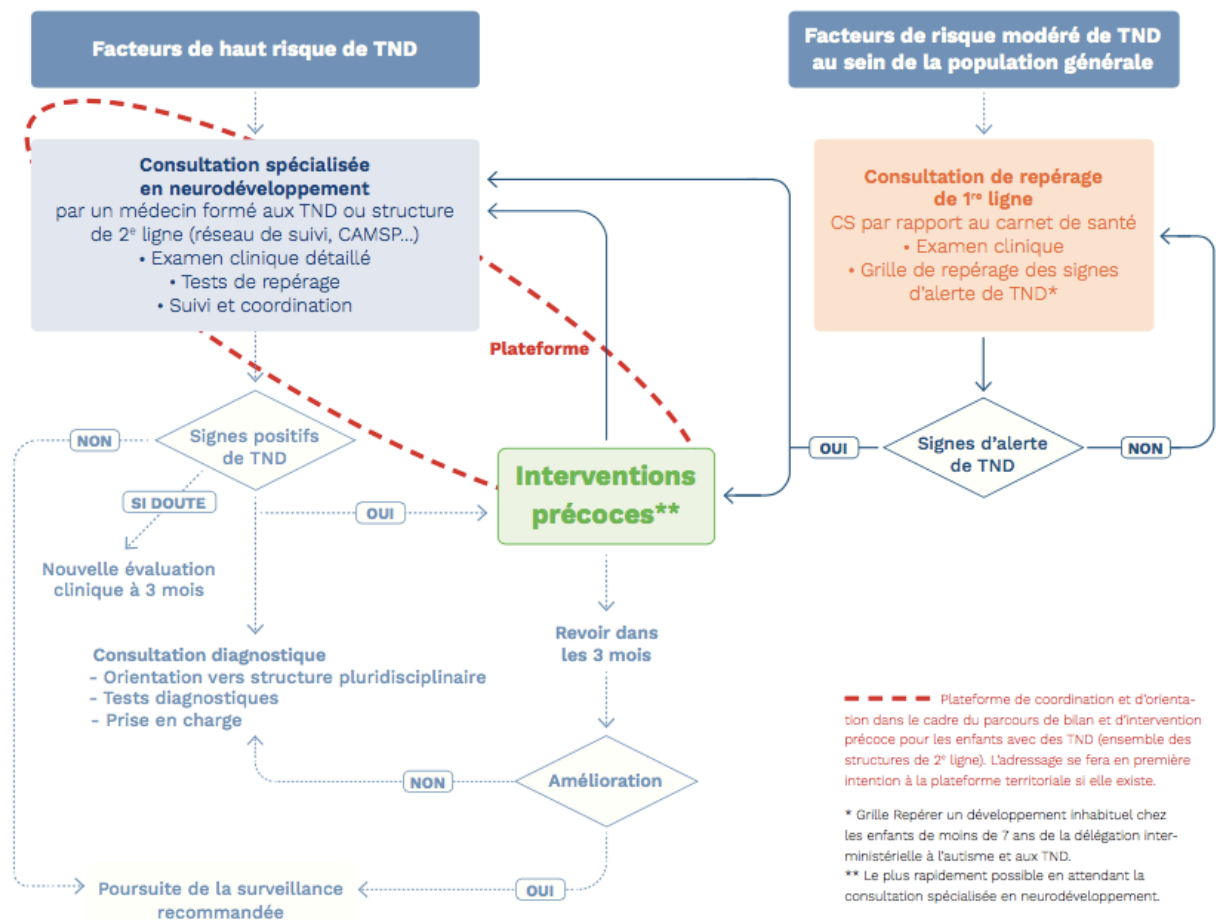 Facteurs de haut risque de TND
Facteurs de risque modéré de TND
au sein de la population générale
Consultation spécialisée
en neurodéveloppement
par un médecin formé aux TND ou structure
de 2e ligne (réseau de suivi, CAMSP...)
• Examen clinique détaillé
• Tests de repérage
• Suivi et coordination
Consultation de repérage
de 1re ligne
CS par rapport au carnet de santé
• Examen clinique
• Grille de repérage des signes
d'alerte de TND*
Plateforme
NON
Signes positifs
de TND
OUI
Signes d'alerte
de TND
NON
SI DOUTE
OUI
Interventions
précoces**
Nouvelle évaluation
clinique à 3 mois
Revoir dans
les 3 mois
Consultation diagnostique
- Orientation vers structure pluridisciplinaire
- Tests diagnostiques
- Prise en charge
NON
Amélioration
OUI
Poursuite de la surveillance
recommandée
Plateforme de coordination et d'orienta-
tion dans le cadre du parcours de bilan et d'intervention
précoce pour les enfants avec des TND (ensemble des
structures de 2e ligne). L'adressage se fera en première
intention à la plateforme territoriale si elle existe.
* Grille Repérer un développement inhabituel chez
les enfants de moins de 7 ans de la délégation inter-
ministérielle à l'autisme et aux TND.
** Le plus rapidement possible en attendant la
consultation spécialisée en neurodéveloppement.